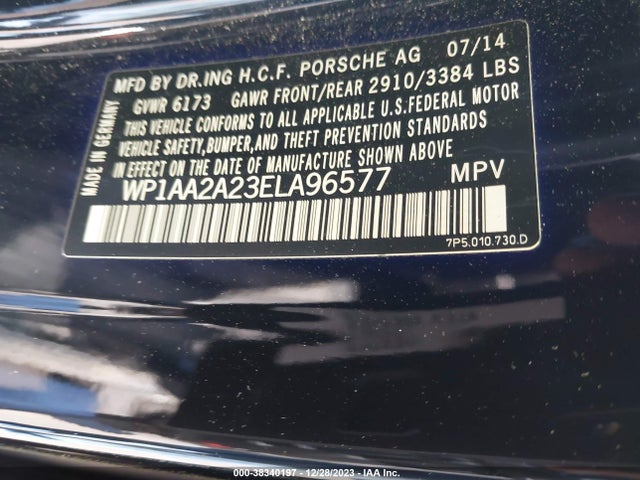 MFD BY DR.ING H.C.F. PORSCHE AG 07/14
GVWR 6173 GAWR FRONT/REAR 2910/3384 LBS
THIS VEHICLE CONFORMS TO ALL APPLICABLE U.S.FEDERAL MOTOR
VEHICLE SAFETY,BUMPER,AND THEFT PREVENTION STANDARDS
IN EFFECT ON THE DATE OF MANUFACTURE SHOWN ABOVE
WP1AA2A23ELA96577 MPV
7P5.010.730.D
Made in Germany
000-38340197 - 12/28/2023 - IAA Inc.